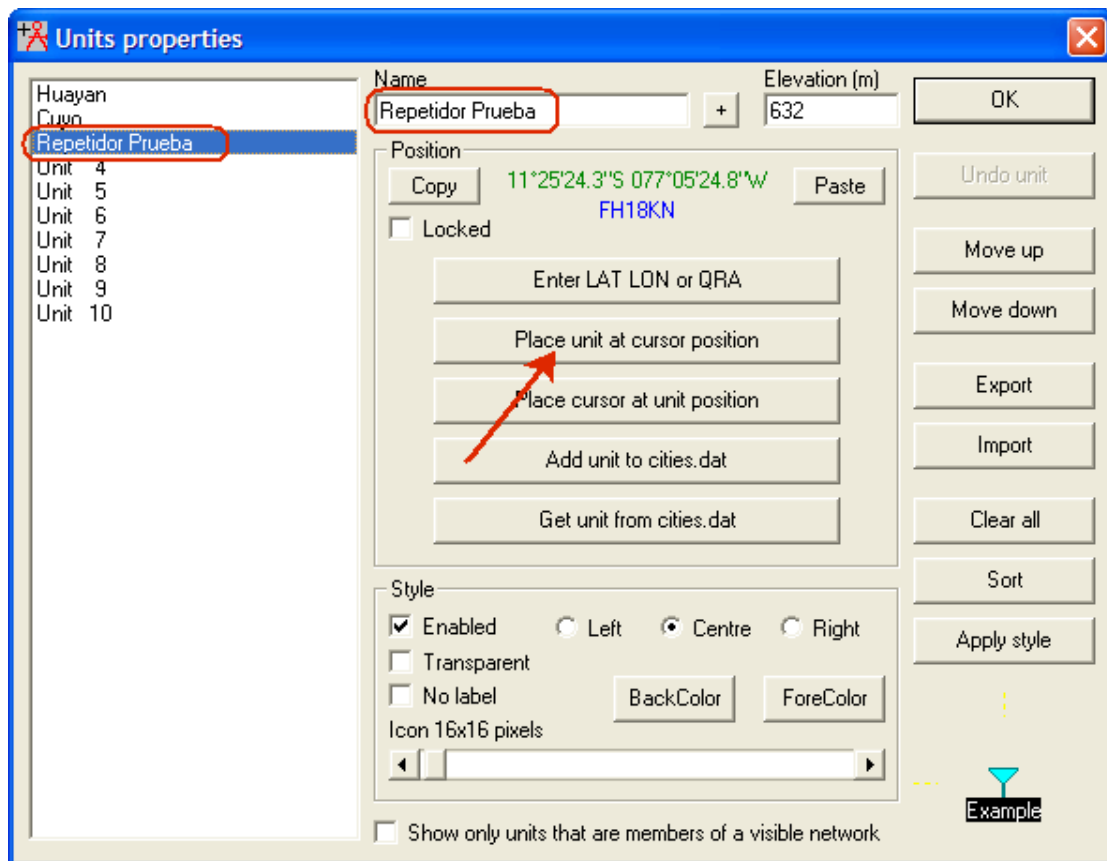 Units properties
Huayan
Cuyo
Repetidor Prueba
Unit 4
Unit 5
Unit 6
Unit 7
Unit 8
Unit 9
Unit 10
Name
Repetidor Prueba
+
Elevation (m)
632
Position
Copy
11°25'24.3"S 077°05'24.8"W
FH18KN
Paste
Locked
Enter LAT LON or QRA
Place unit at cursor position
Place cursor at unit position
Add unit to cities.dat
Get unit from cities.dat
Style
Enabled
Left
Centre
Right
Transparent
No label
BackColor
ForeColor
Icon 16x16 pixels
Show only units that are members of a visible network
OK
Undo unit
Move up
Move down
Export
Import
Clear all
Sort
Apply style
Example